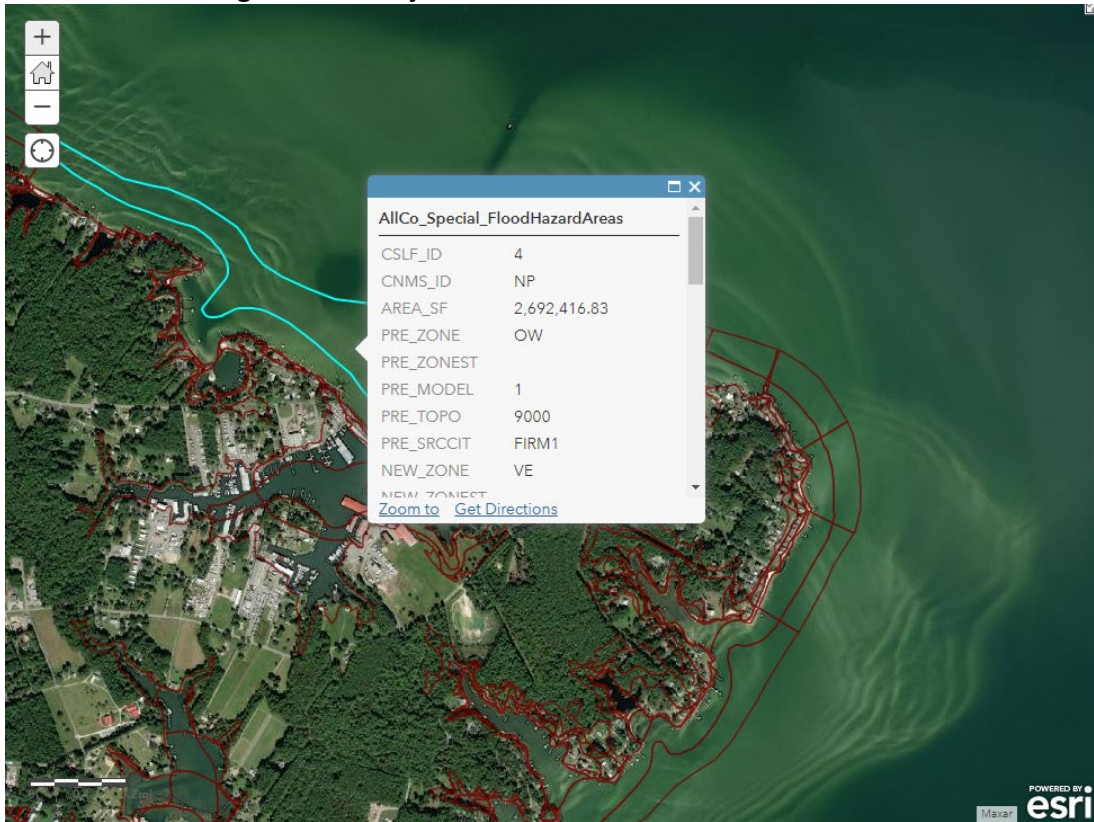 +
−
AllCo_Special_FloodHazardAreas
CSLF_ID 4
CNMS_ID NP
AREA_SF 2,692,416.83
PRE_ZONE OW
PRE_ZONEST
PRE_MODEL 1
PRE_TOPO 9000
PRE_SRCCIT FIRM1
NEW_ZONE VE
NEW_ZONEST
Zoom to Get Directions
POWERED BY
esri
Maxar